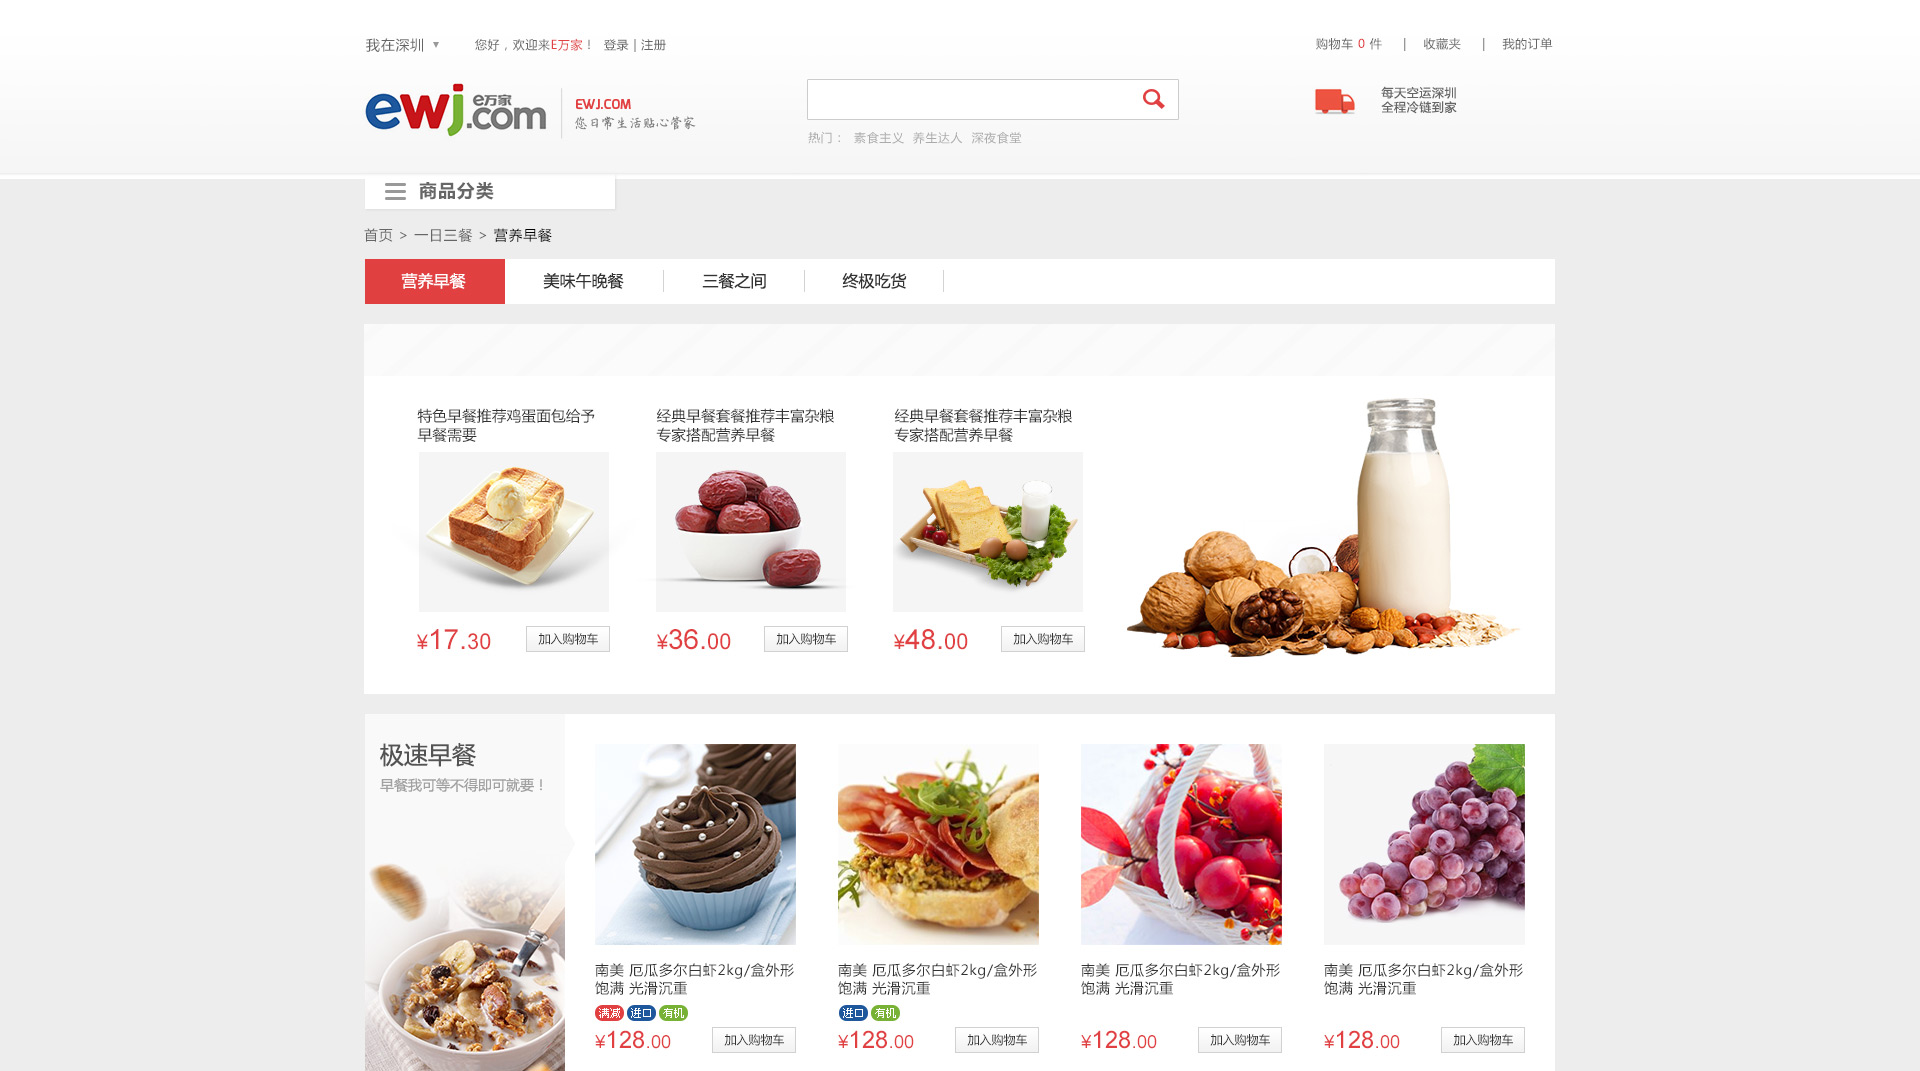 我在深圳 ▼
您好，欢迎来E万家！ 登录 | 注册
购物车 0 件 | 收藏夹 | 我的订单
ewj.com e万家
EWJ.COM
您日常生活贴心管家
热门： 素食主义 养生达人 深夜食堂
每天空运深圳
全程冷链到家
商品分类
首页 > 一日三餐 > 营养早餐
营养早餐 美味午晚餐 三餐之间 终极吃货
特色早餐推荐鸡蛋面包给予
早餐需要
¥17.30 加入购物车
经典早餐套餐推荐丰富杂粮
专家搭配营养早餐
¥36.00 加入购物车
经典早餐套餐推荐丰富杂粮
专家搭配营养早餐
¥48.00 加入购物车
极速早餐
早餐我可等不得即可就要！
南美 厄瓜多尔白虾2kg/盒外形
饱满 光滑沉重
满减 进口 有机
¥128.00 加入购物车
南美 厄瓜多尔白虾2kg/盒外形
饱满 光滑沉重
进口 有机
¥128.00 加入购物车
南美 厄瓜多尔白虾2kg/盒外形
饱满 光滑沉重
¥128.00 加入购物车
南美 厄瓜多尔白虾2kg/盒外形
饱满 光滑沉重
¥128.00 加入购物车